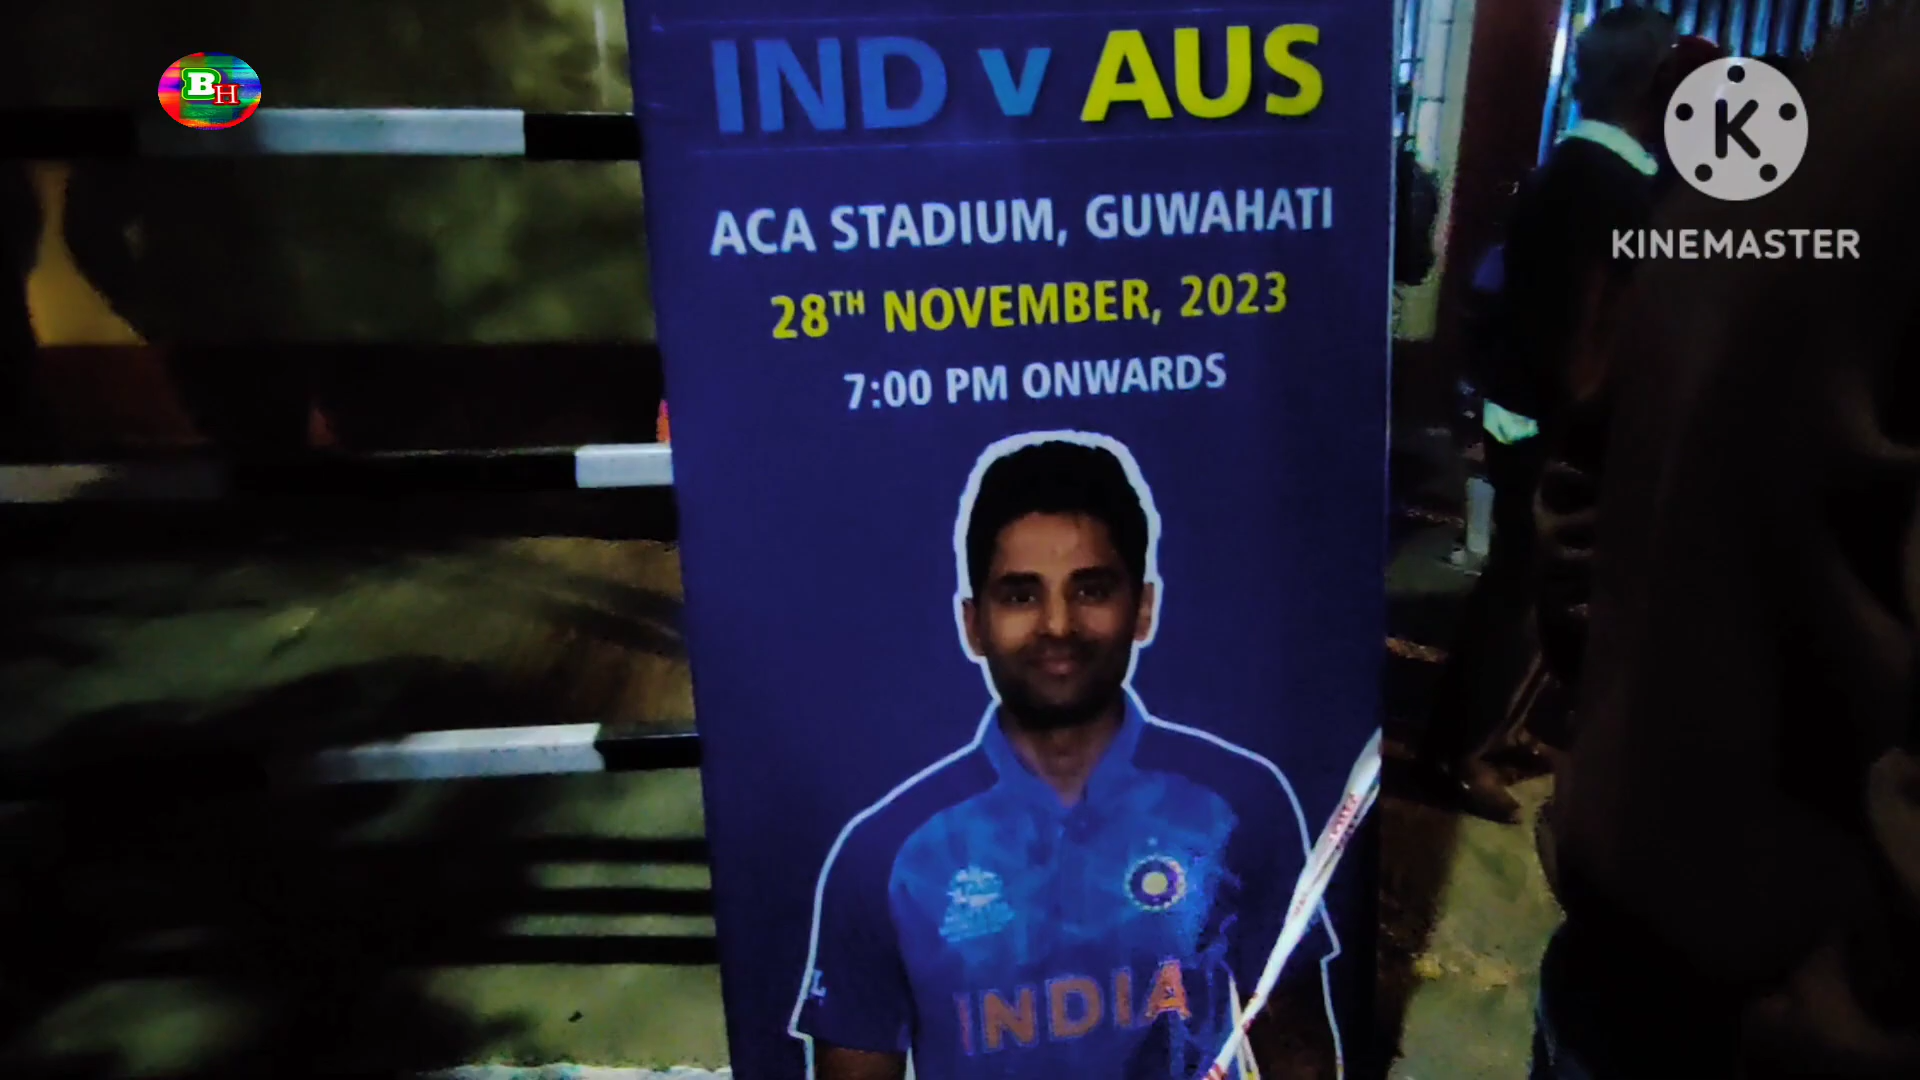 IND v AUS
ACA STADIUM, GUWAHATI
28TH NOVEMBER, 2023
7:00 PM ONWARDS
INDIA
BH
KINEMASTER